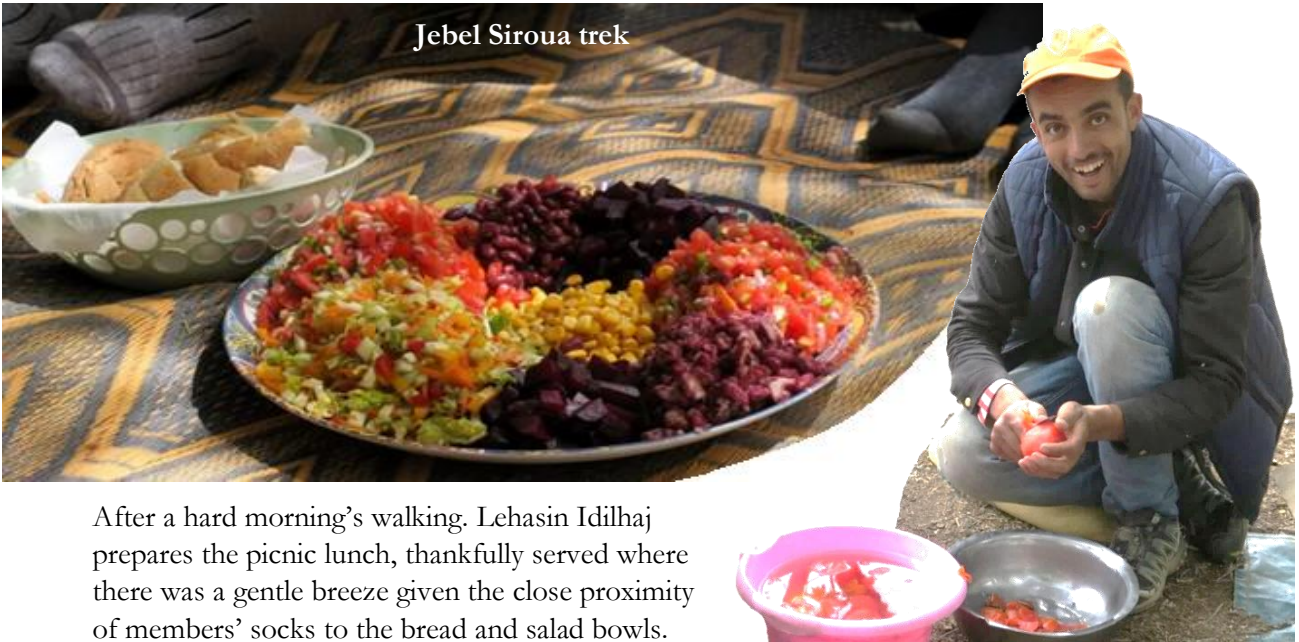 Jebel Siroua trek
After a hard morning’s walking. Lehasin Idilhaj
prepares the picnic lunch, thankfully served where
there was a gentle breeze given the close proximity
of members’ socks to the bread and salad bowls.